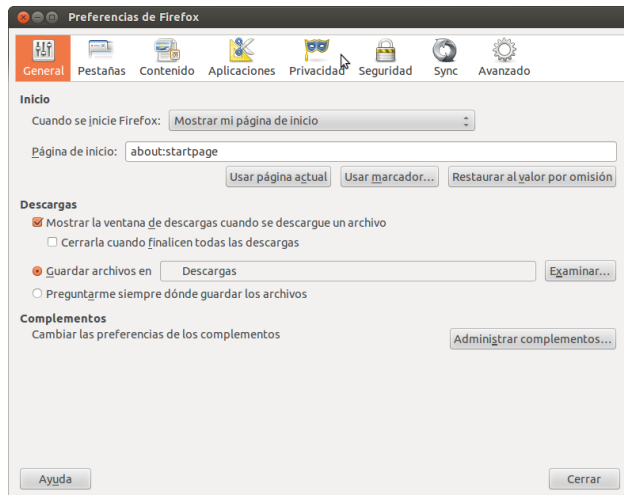 Preferencias de Firefox
General Pestañas Contenido Aplicaciones Privacidad Seguridad Sync Avanzado
Inicio
Cuando se inicie Firefox: Mostrar mi página de inicio
Página de inicio: about:startpage
Usar página actual Usar marcador... Restaurar al valor por omisión
Descargas
Mostrar la ventana de descargas cuando se descargue un archivo
Cerrarla cuando finalicen todas las descargas
Guardar archivos en Descargas Examinar...
Preguntarme siempre dónde guardar los archivos
Complementos
Cambiar las preferencias de los complementos
Administrar complementos...
Ayuda Cerrar